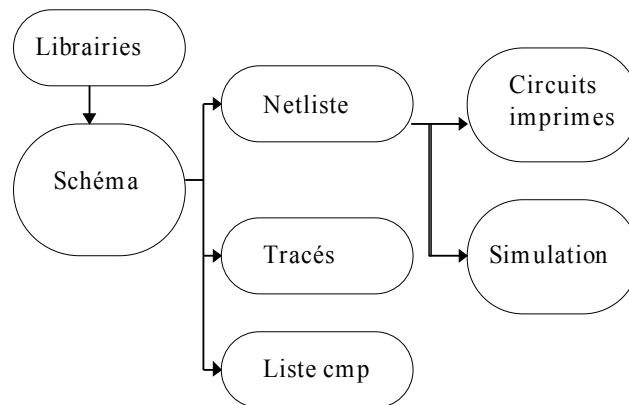 Librairies
Schéma
Netliste
Tracés
Liste cmp
Circuits
imprimes
Simulation